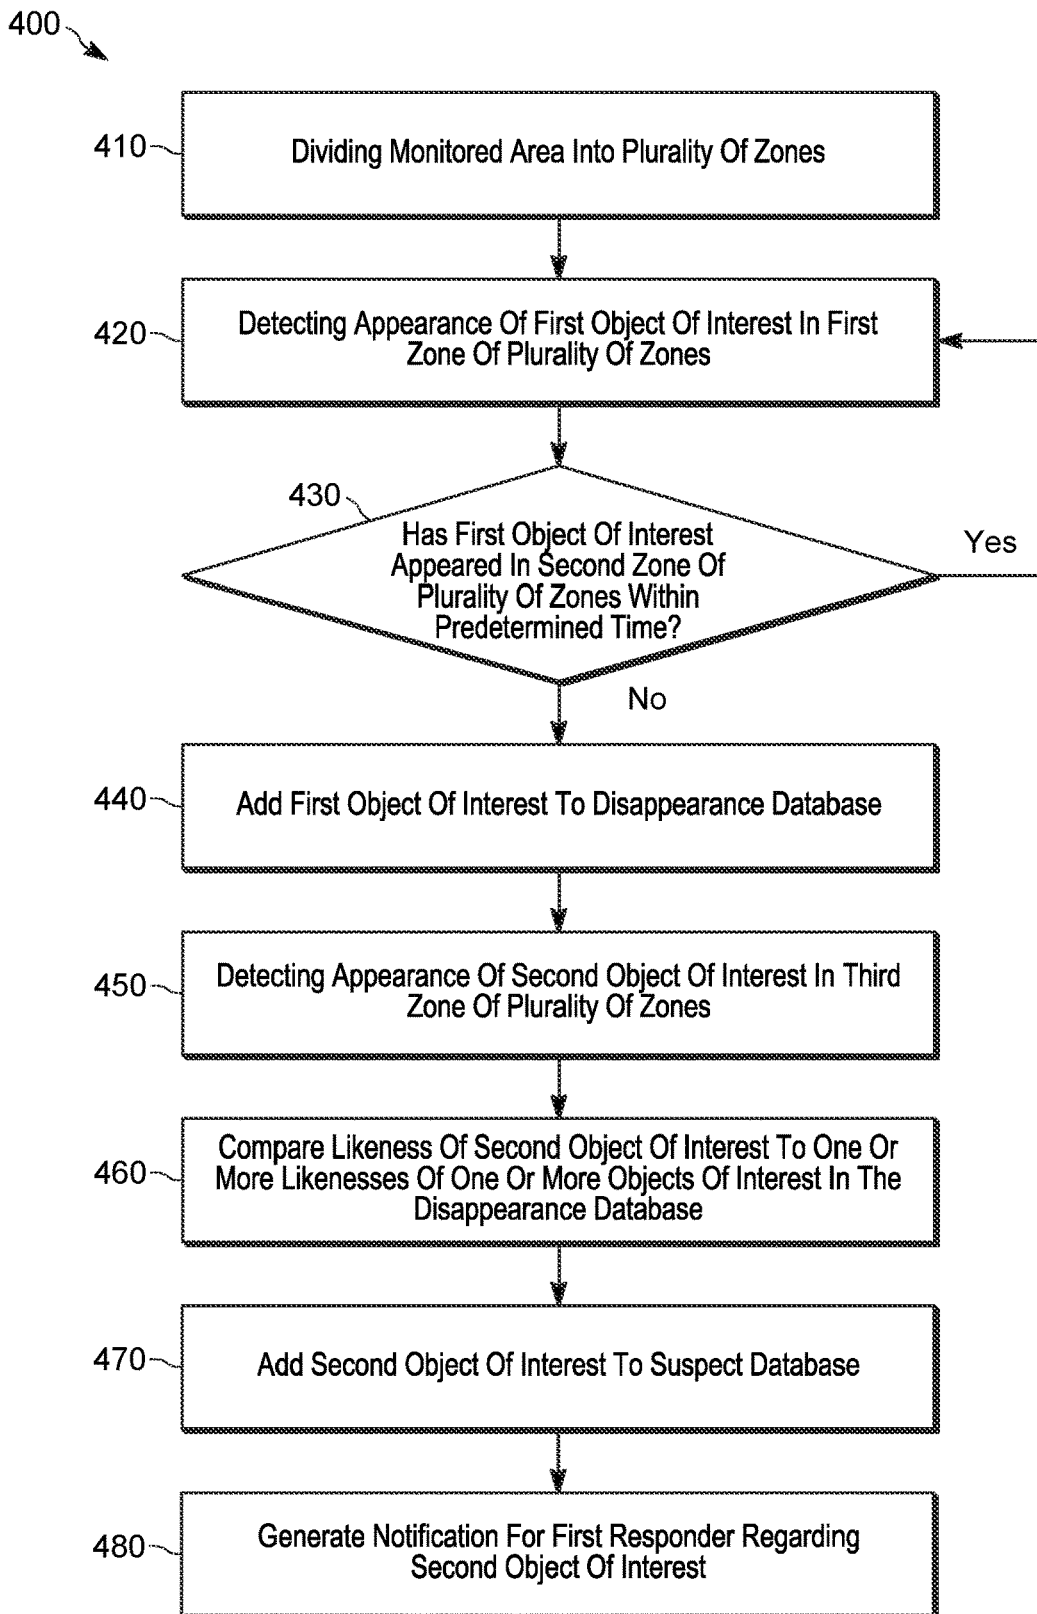 400
410
Dividing Monitored Area Into Plurality Of Zones
420
Detecting Appearance Of First Object Of Interest In First
Zone Of Plurality Of Zones
430
Has First Object Of Interest
Appeared In Second Zone Of
Plurality Of Zones Within
Predetermined Time?
Yes
No
440
Add First Object Of Interest To Disappearance Database
450
Detecting Appearance Of Second Object Of Interest In Third
Zone Of Plurality Of Zones
460
Compare Likeness Of Second Object Of Interest To One Or
More Likenesses Of One Or More Objects Of Interest In The
Disappearance Database
470
Add Second Object Of Interest To Suspect Database
480
Generate Notification For First Responder Regarding
Second Object Of Interest